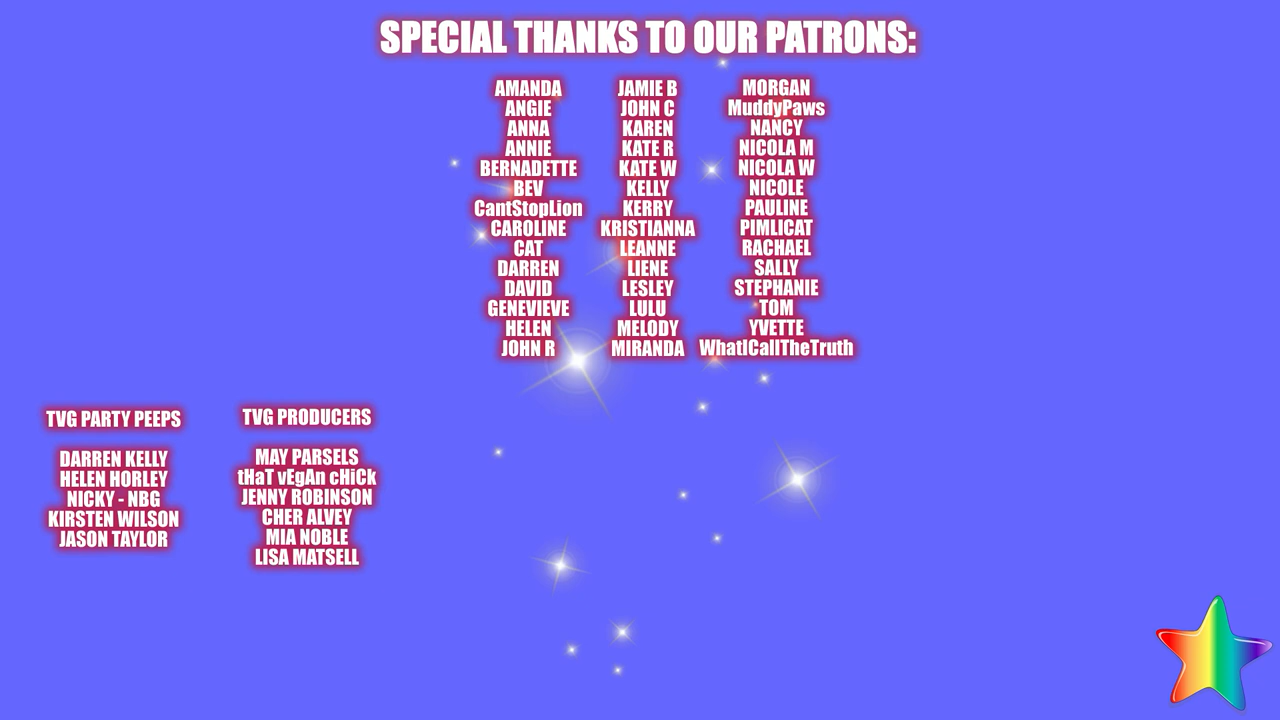 SPECIAL THANKS TO OUR PATRONS:
AMANDA
ANGIE
ANNA
ANNIE
BERNADETTE
BEV
CantStopLion
CAROLINE
CAT
DARREN
DAVID
GENEVIEVE
HELEN
JOHN R
JAMIE B
JOHN C
KAREN
KATE R
KATE W
KELLY
KERRY
KRISTIANNA
LEANNE
LIENE
LESLEY
LULU
MELODY
MIRANDA
MORGAN
MuddyPaws
NANCY
NICOLA M
NICOLA W
NICOLE
PAULINE
PIMLICAT
RACHAEL
SALLY
STEPHANIE
TOM
YVETTE
WhatICallTheTruth
TVG PARTY PEEPS
DARREN KELLY
HELEN HORLEY
NICKY - NBG
KIRSTEN WILSON
JASON TAYLOR
TVG PRODUCERS
MAY PARSELS
tHaT vEgAn cHiCk
JENNY ROBINSON
CHER ALVEY
MIA NOBLE
LISA MATSELL